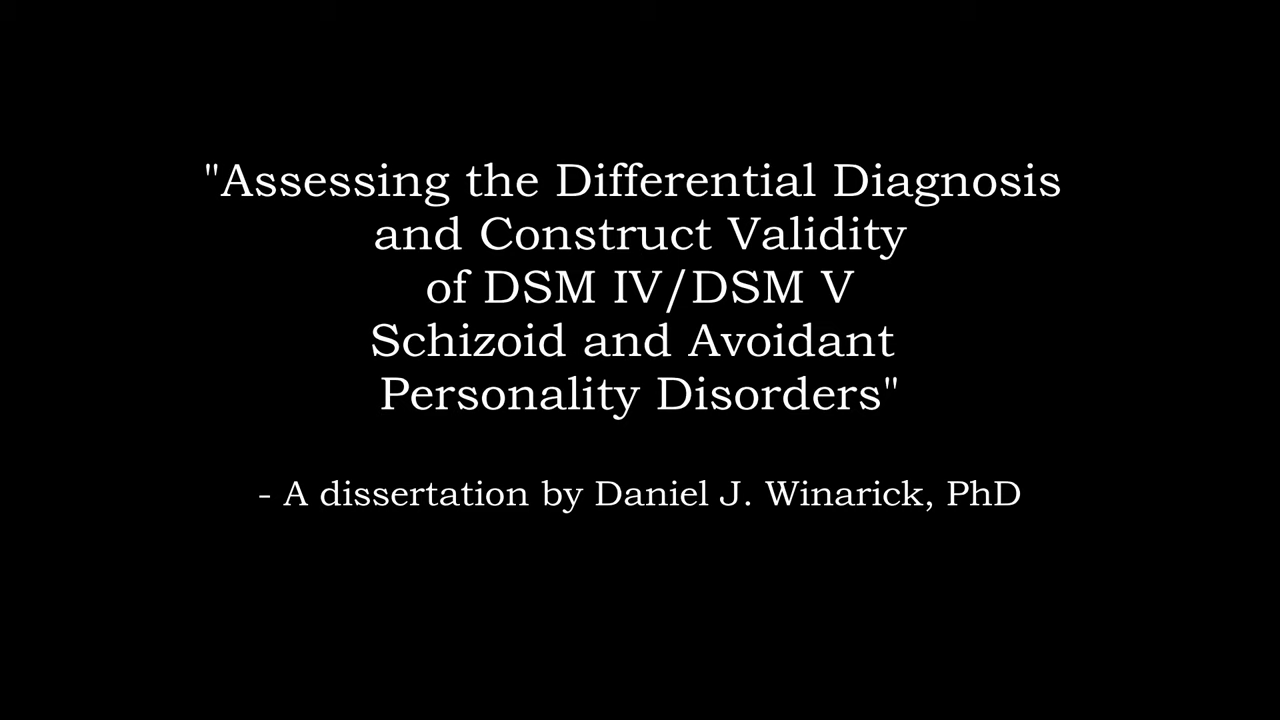 "Assessing the Differential Diagnosis
and Construct Validity
of DSM IV/DSM V
Schizoid and Avoidant
Personality Disorders"
- A dissertation by Daniel J. Winarick, PhD